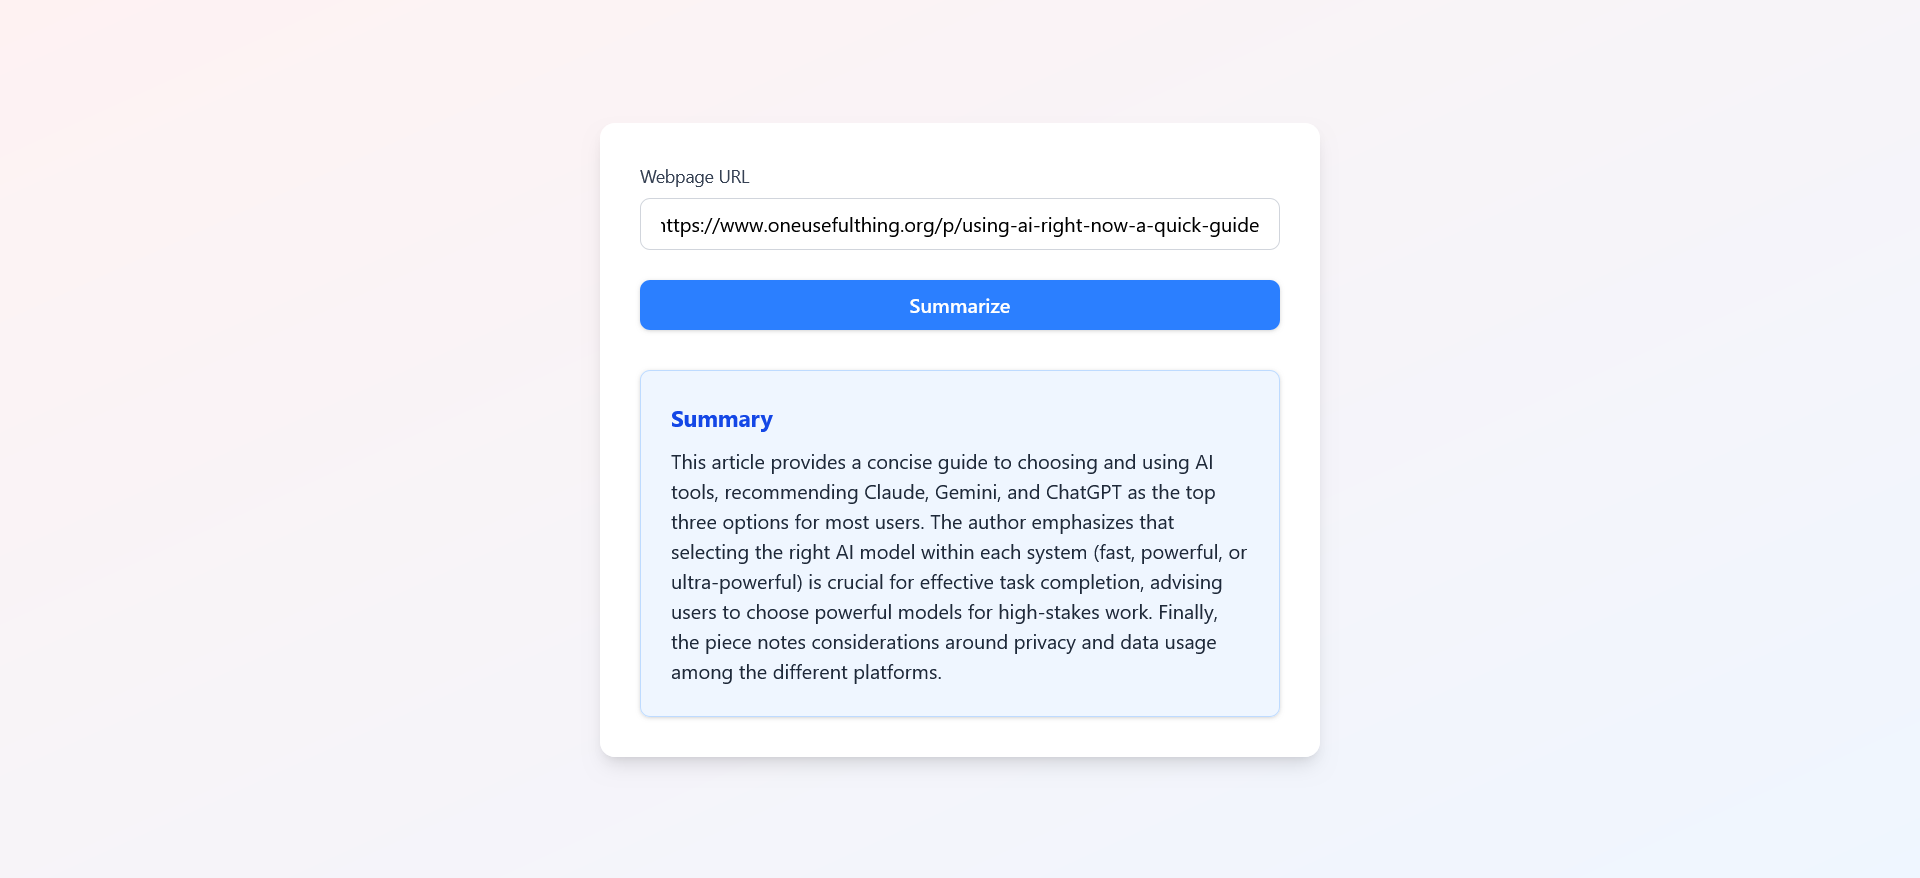 Webpage URL
https://www.oneusefulthing.org/p/using-ai-right-now-a-quick-guide
Summarize
Summary
This article provides a concise guide to choosing and using AI
tools, recommending Claude, Gemini, and ChatGPT as the top
three options for most users. The author emphasizes that
selecting the right AI model within each system (fast, powerful, or
ultra-powerful) is crucial for effective task completion, advising
users to choose powerful models for high-stakes work. Finally,
the piece notes considerations around privacy and data usage
among the different platforms.